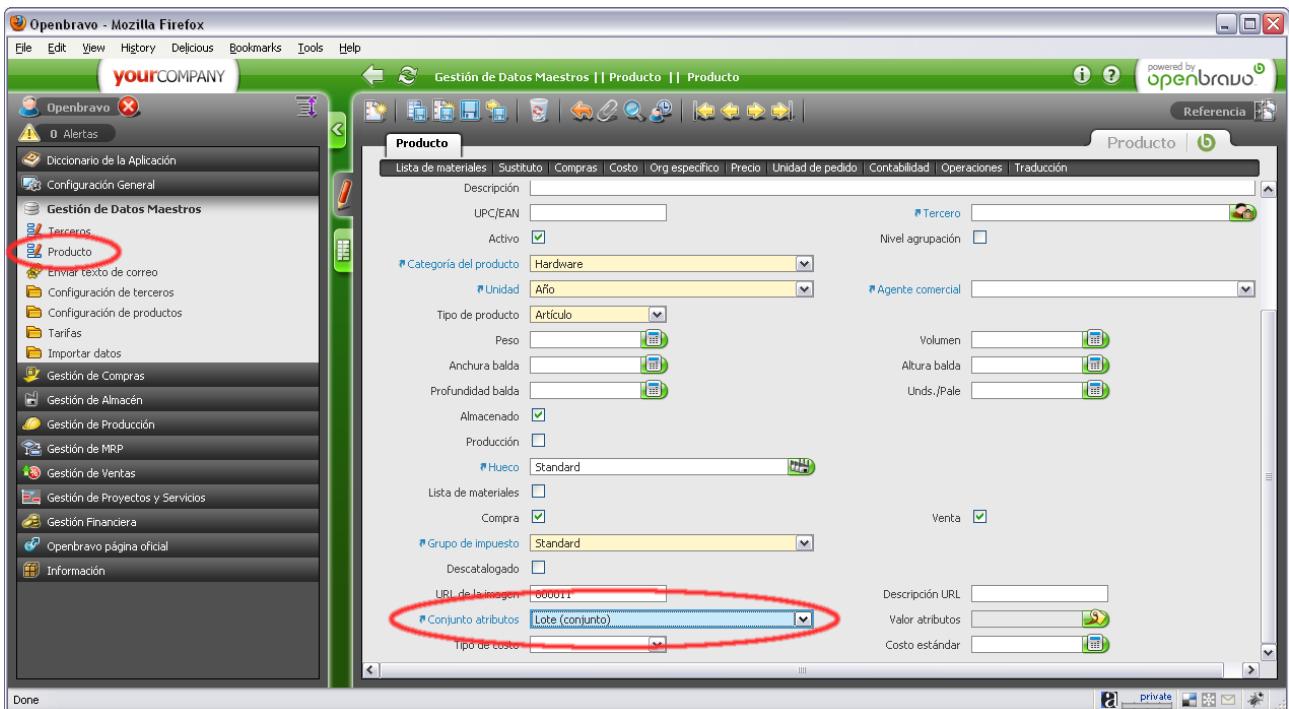 Openbravo - Mozilla Firefox
File Edit View History Delicious Bookmarks Tools Help
yourCOMPANY
Gestión de Datos Maestros || Producto || Producto
powered by openbravo
Openbravo
Referencia
0 Alertas
Producto
Producto
Lista de materiales Sustituto Compras Costo Org específico Precio Unidad de pedido Contabilidad Operaciones Traducción
Diccionario de la Aplicación
Configuración General
Gestión de Datos Maestros
Terceros
Producto
Enviar texto de correo
Configuración de terceros
Configuración de productos
Tarifas
Importar datos
Gestión de Compras
Gestión de Almacén
Gestión de Producción
Gestión de MRP
Gestión de Ventas
Gestión de Proyectos y Servicios
Gestión Financiera
Openbravo página oficial
Información
Descripción
UPC/EAN Tercero
Activo Nivel agrupación
Categoría del producto Hardware
Unidad Año Agente comercial
Tipo de producto Artículo
Peso Volumen
Anchura balda Altura balda
Profundidad balda Unds./Pale
Almacenado
Producción
Hueco Standard
Lista de materiales
Compra Venta
Grupo de impuesto Standard
Descatalogado
URL de la imagen 600011 Descripción URL
Conjunto atributos Lote (conjunto) Valor atributos
Tipo de costo Costo estándar
Done private